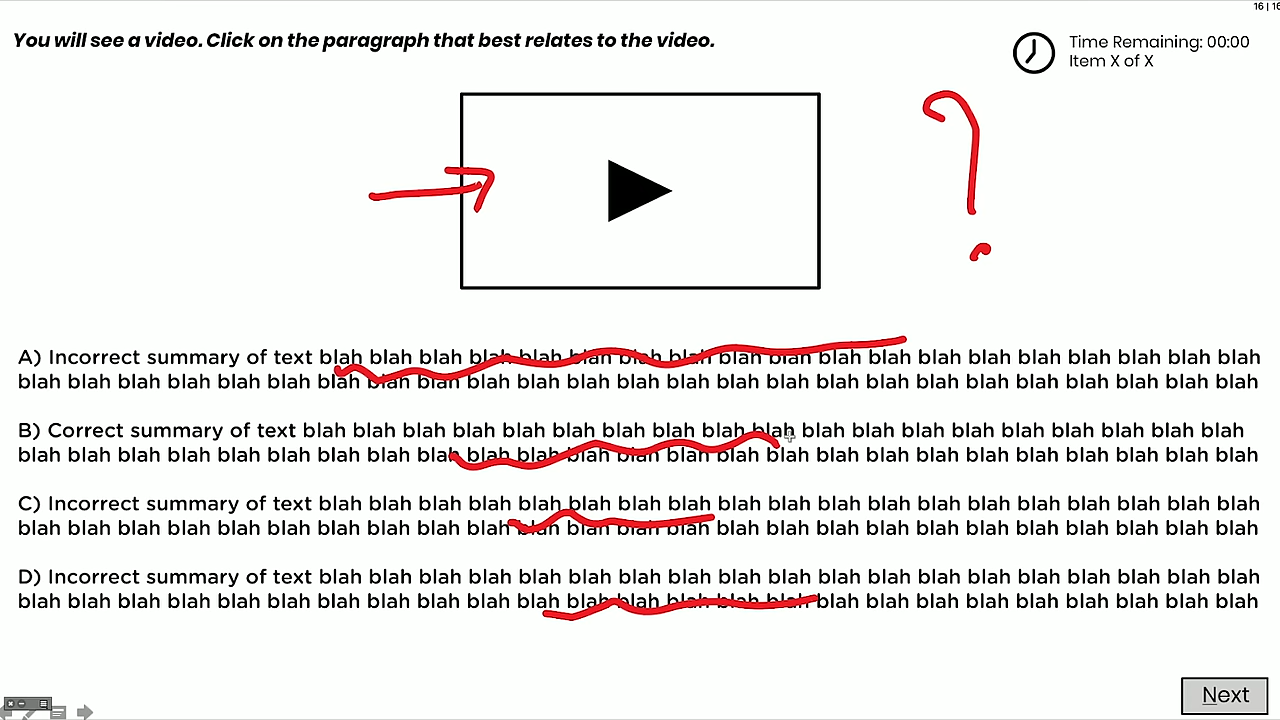 16 | 16
You will see a video. Click on the paragraph that best relates to the video.
Time Remaining: 00:00
Item X of X
?
A) Incorrect summary of text blah blah blah blah blah blah blah blah blah blah blah blah blah blah blah blah blah blah blah
blah blah blah blah blah blah blah blah blah blah blah blah blah blah blah blah blah blah blah blah blah blah blah blah blah
B) Correct summary of text blah blah blah blah blah blah blah blah blah blah blah blah blah blah blah blah blah blah blah
blah blah blah blah blah blah blah blah blah blah blah blah blah blah blah blah blah blah blah blah blah blah blah blah blah
C) Incorrect summary of text blah blah blah blah blah blah blah blah blah blah blah blah blah blah blah blah blah blah blah
blah blah blah blah blah blah blah blah blah blah blah blah blah blah blah blah blah blah blah blah blah blah blah blah blah
D) Incorrect summary of text blah blah blah blah blah blah blah blah blah blah blah blah blah blah blah blah blah blah blah
blah blah blah blah blah blah blah blah blah blah blah blah blah blah blah blah blah blah blah blah blah blah blah blah blah
Next